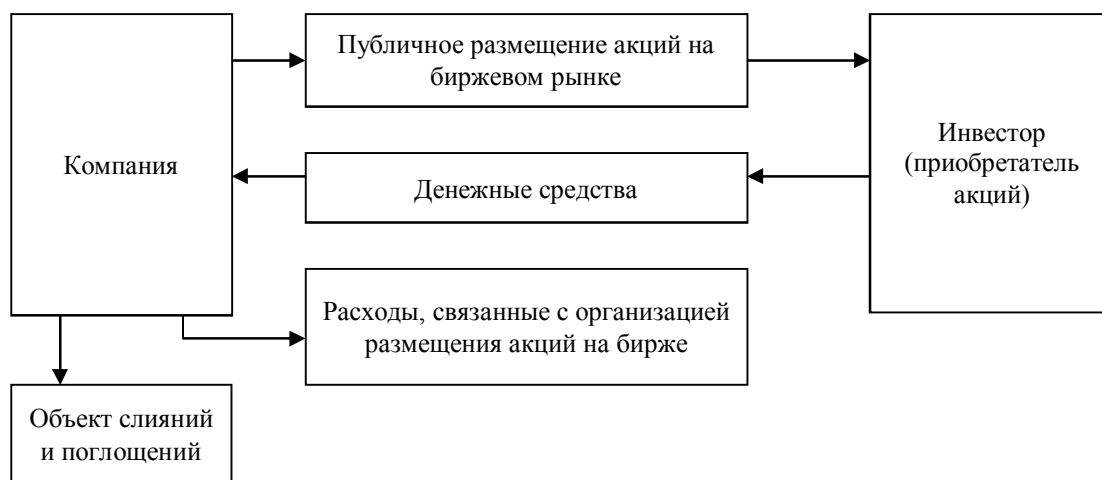 Публичное размещение акций на
биржевом рынке
Компания
Инвестор
(приобретатель
акций)
Денежные средства
Расходы, связанные с организацией
размещения акций на бирже
Объект слияний
и поглощений